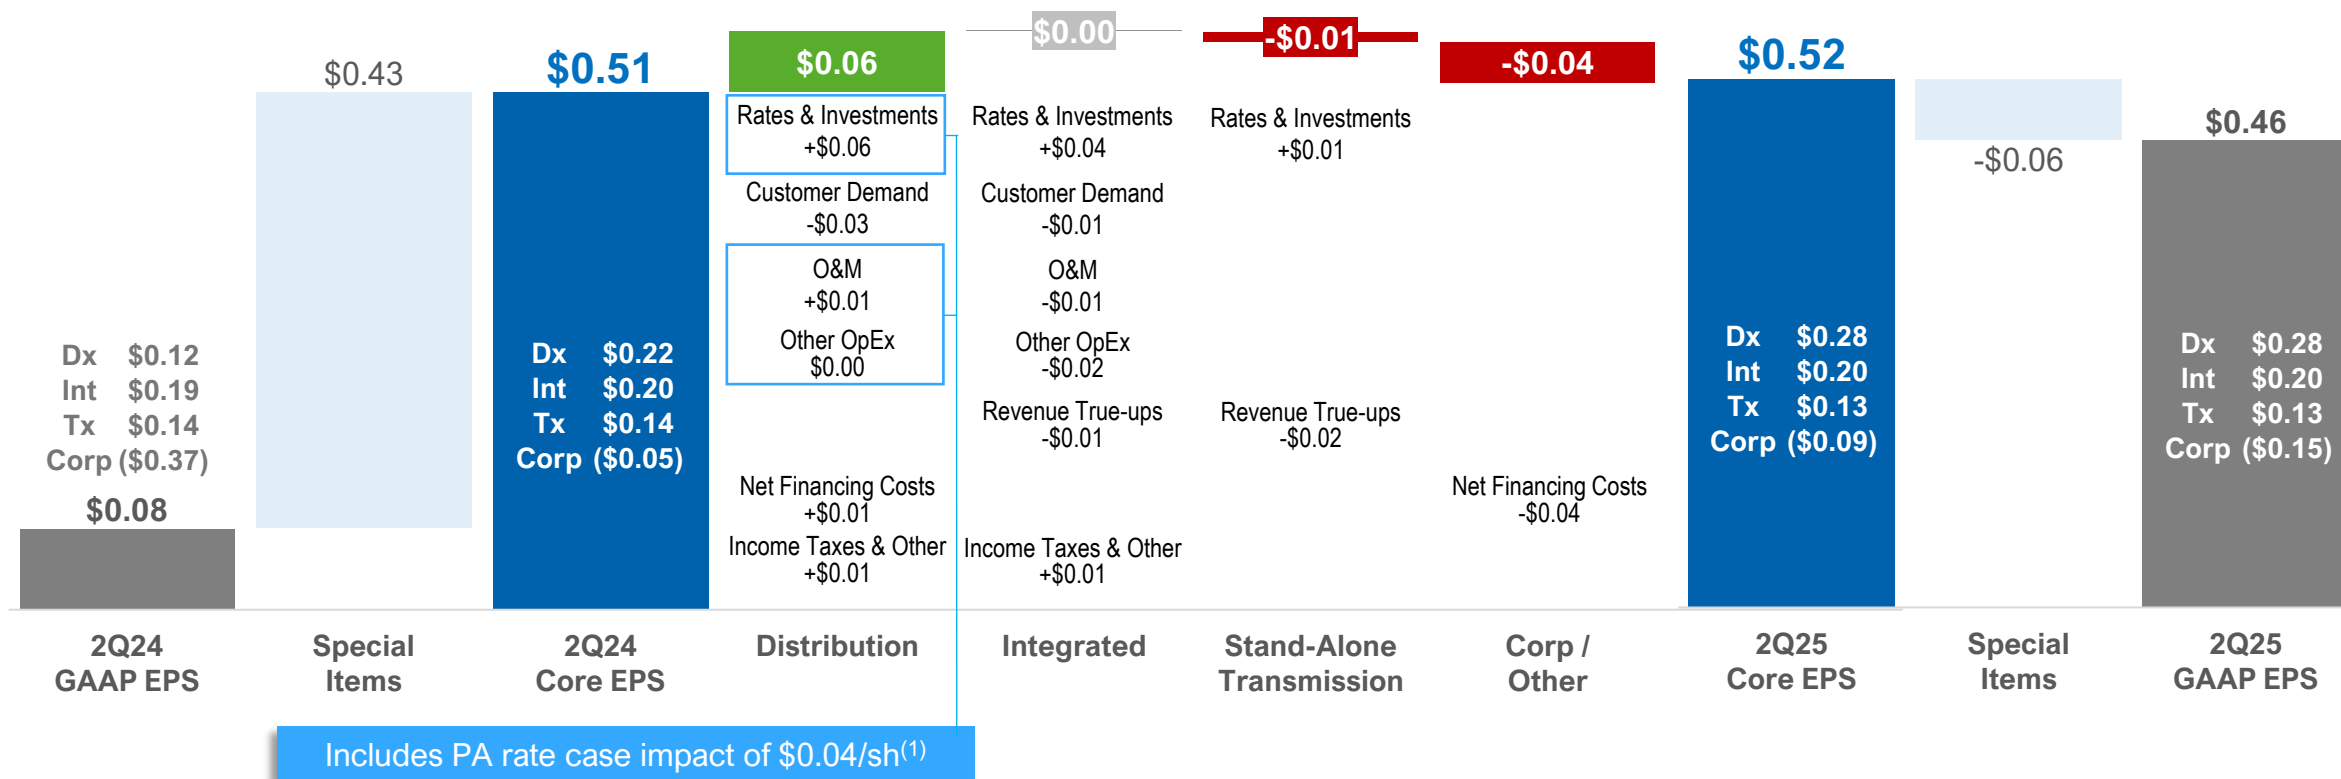 $0.43
$0.51
$0.06
$0.00
-$0.01
-$0.04
$0.52
-$0.06
$0.46
Dx $0.12
Int $0.19
Tx $0.14
Corp ($0.37)
$0.08
Dx $0.22
Int $0.20
Tx $0.14
Corp ($0.05)
Rates & Investments
+$0.06
Customer Demand
-$0.03
O&M
+$0.01
Other OpEx
$0.00
Net Financing Costs
+$0.01
Income Taxes & Other
+$0.01
Rates & Investments
+$0.04
Customer Demand
-$0.01
O&M
-$0.01
Other OpEx
-$0.02
Revenue True-ups
-$0.01
Income Taxes & Other
+$0.01
Rates & Investments
+$0.01
Revenue True-ups
-$0.02
Net Financing Costs
-$0.04
Dx $0.28
Int $0.20
Tx $0.13
Corp ($0.09)
Dx $0.28
Int $0.20
Tx $0.13
Corp ($0.15)
2Q24
GAAP EPS
Special
Items
2Q24
Core EPS
Distribution
Integrated
Stand-Alone
Transmission
Corp /
Other
2Q25
Core EPS
Special
Items
2Q25
GAAP EPS
Includes PA rate case impact of $0.04/sh(1)